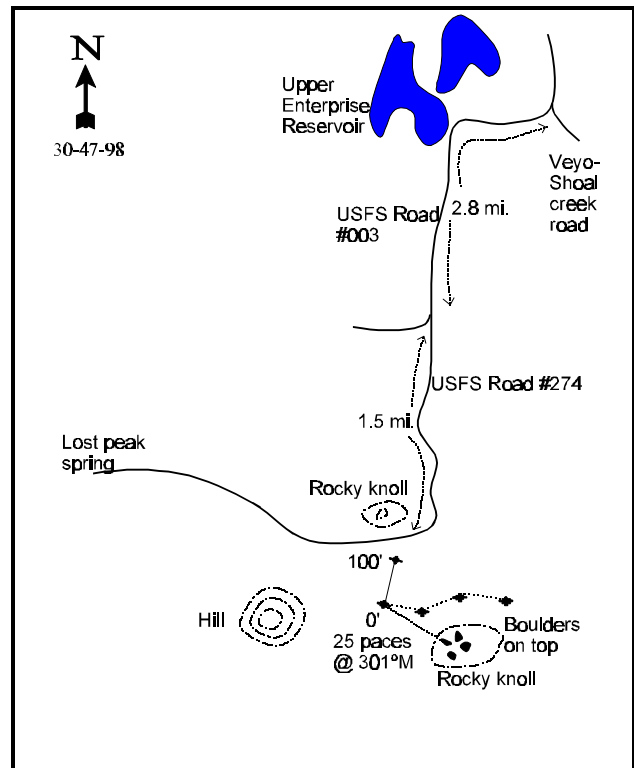 N
30-47-98
Upper
Enterprise
Reservoir
Veyo-
Shoal
creek
road
USFS Road
#003
2.8 mi.
USFS Road #274
1.5 mi.
Lost peak
spring
Rocky knoll
100'
Hill
0'
25 paces
@ 301ºM
Boulders
on top
Rocky knoll